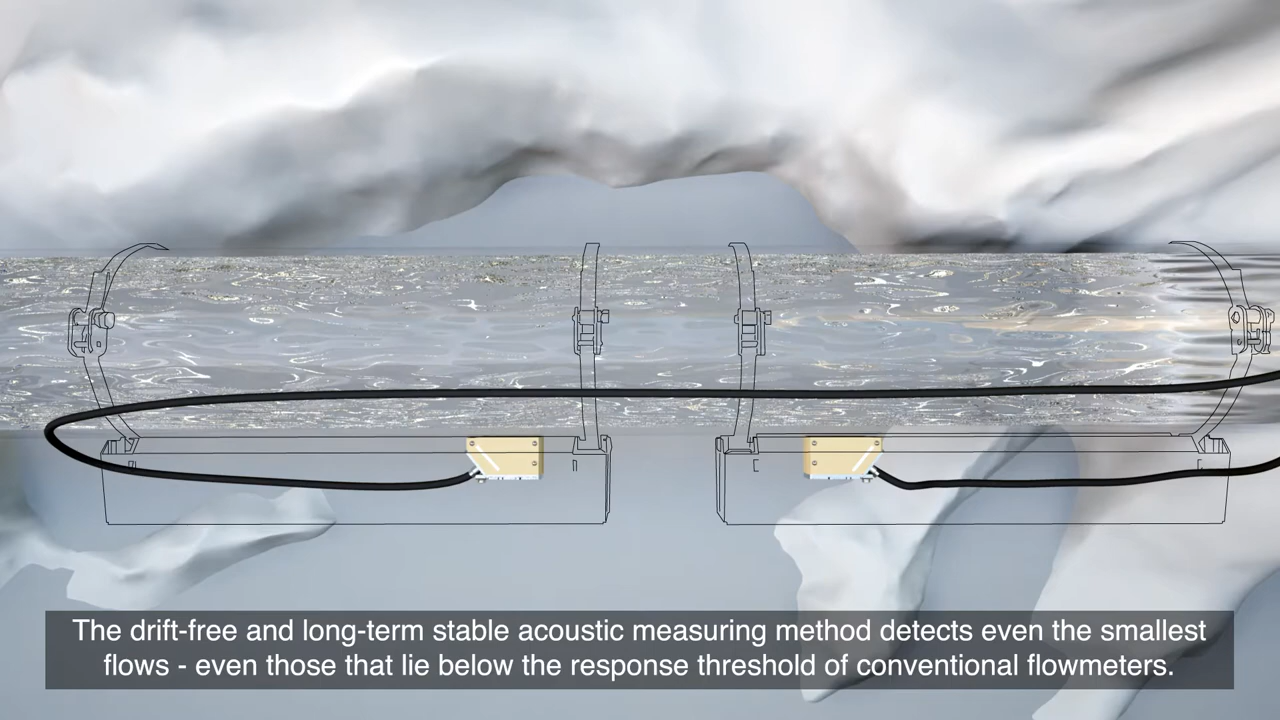 The drift-free and long-term stable acoustic measuring method detects even the smallest
flows - even those that lie below the response threshold of conventional flowmeters.